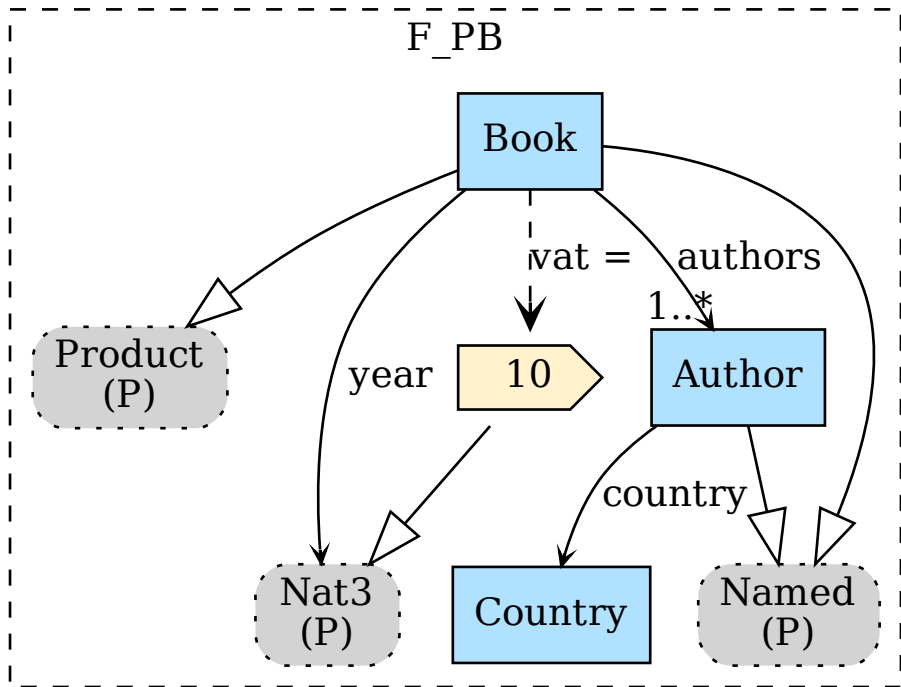 F_PB
Book
vat =
authors
1..*
Product
(P)
year
10
Author
country
Nat3
(P)
Country
Named
(P)